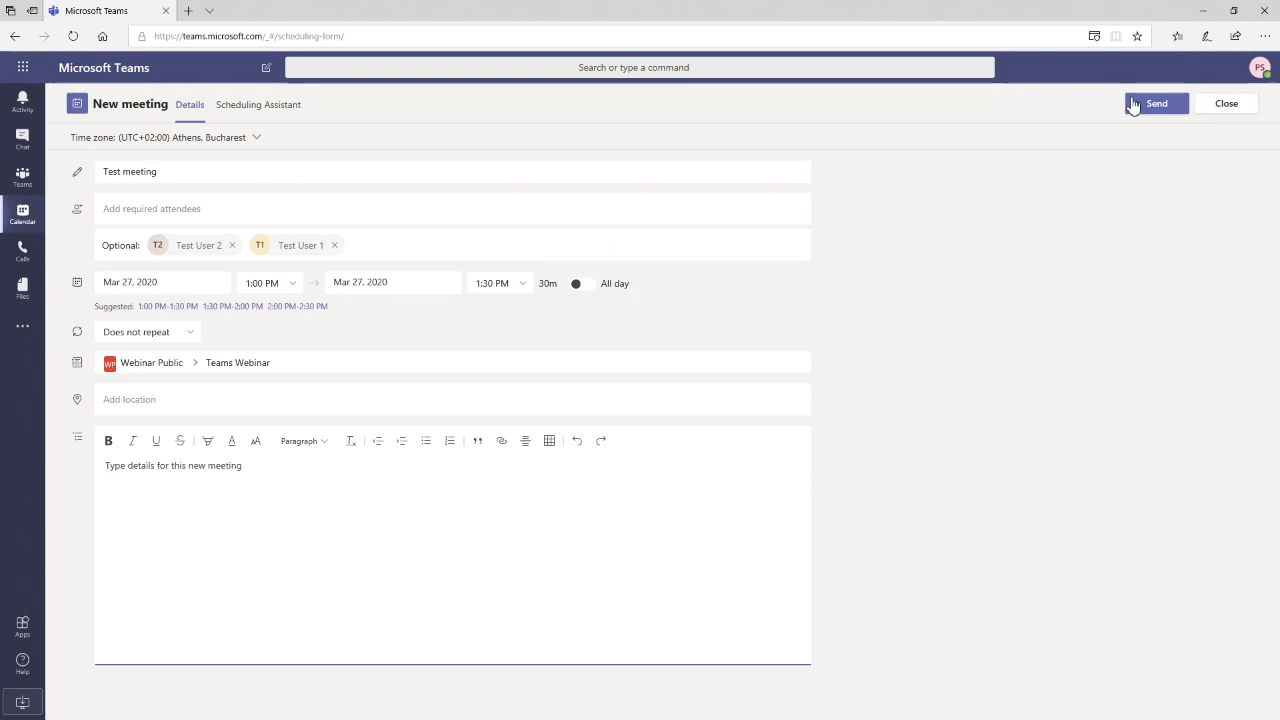 Microsoft Teams
https://teams.microsoft.com/_#/scheduling-form/
Microsoft Teams
Search or type a command
PS
Activity
Chat
Teams
Calendar
Calls
Files
Apps
Help
New meeting Details Scheduling Assistant
Send Close
Time zone: (UTC+02:00) Athens, Bucharest
Test meeting
Add required attendees
Optional: T2 Test User 2 T1 Test User 1
Mar 27, 2020 1:00 PM Mar 27, 2020 1:30 PM 30m All day
Suggested: 1:00 PM-1:30 PM 1:30 PM-2:00 PM 2:00 PM-2:30 PM
Does not repeat
WP Webinar Public > Teams Webinar
Add location
B I U S A AA Paragraph
Type details for this new meeting